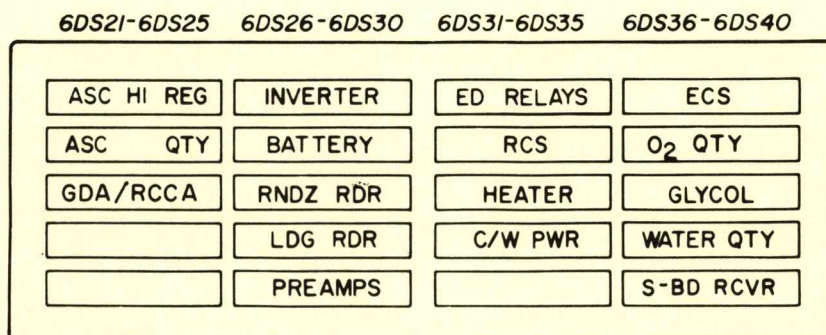 6DS21-6DS25 6DS26-6DS30 6DS31-6DS35 6DS36-6DS40
ASC HI REG INVERTER ED RELAYS ECS
ASC QTY BATTERY RCS O2 QTY
GDA/RCCA RNDZ RDR HEATER GLYCOL
LDG RDR C/W PWR WATER QTY
PREAMPS S-BD RCVR